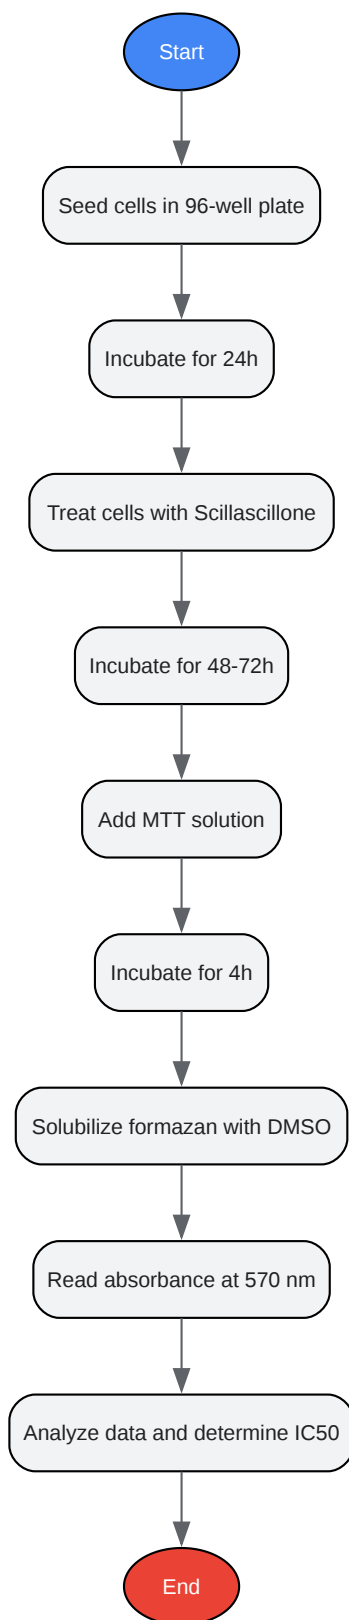 Start
Seed cells in 96-well plate
Incubate for 24h
Treat cells with Scillascillone
Incubate for 48-72h
Add MTT solution
Incubate for 4h
Solubilize formazan with DMSO
Read absorbance at 570 nm
Analyze data and determine IC50
End